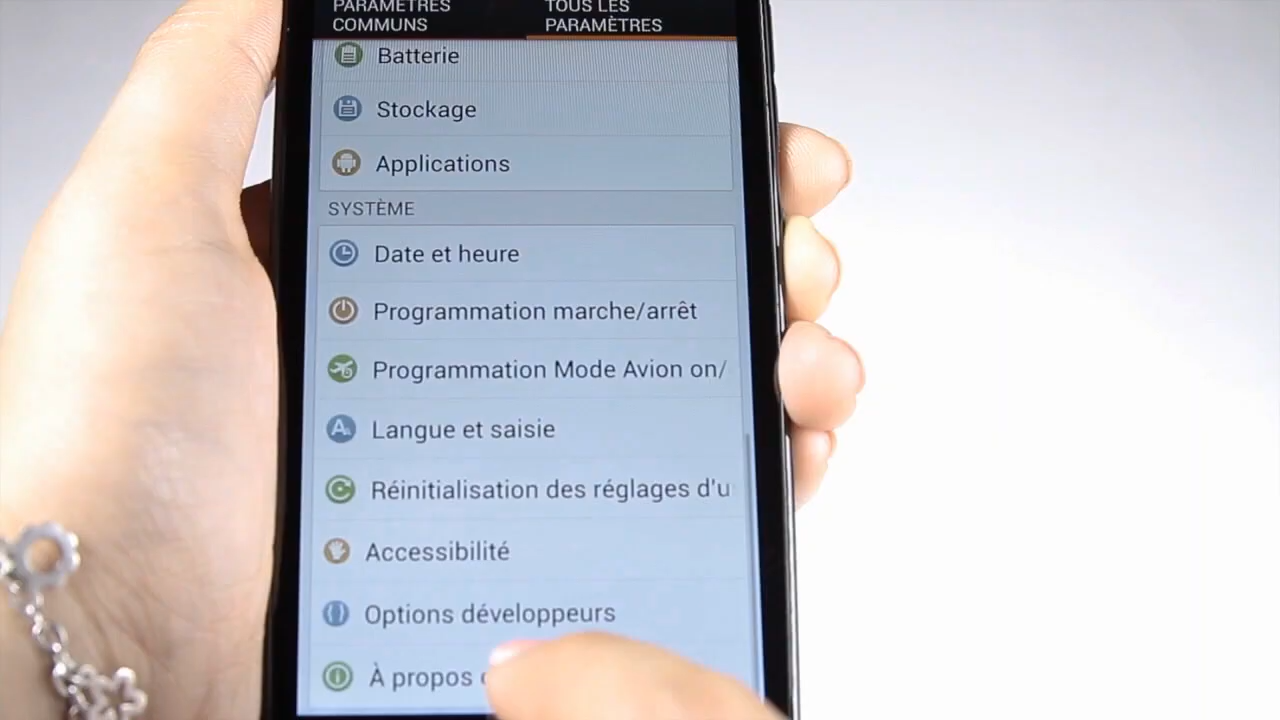 PARAMÈTRES
COMMUNS
TOUS LES
PARAMÈTRES
Batterie
Stockage
Applications
SYSTÈME
Date et heure
Programmation marche/arrêt
Programmation Mode Avion on/
Langue et saisie
Réinitialisation des réglages d'u
Accessibilité
Options développeurs
À propos